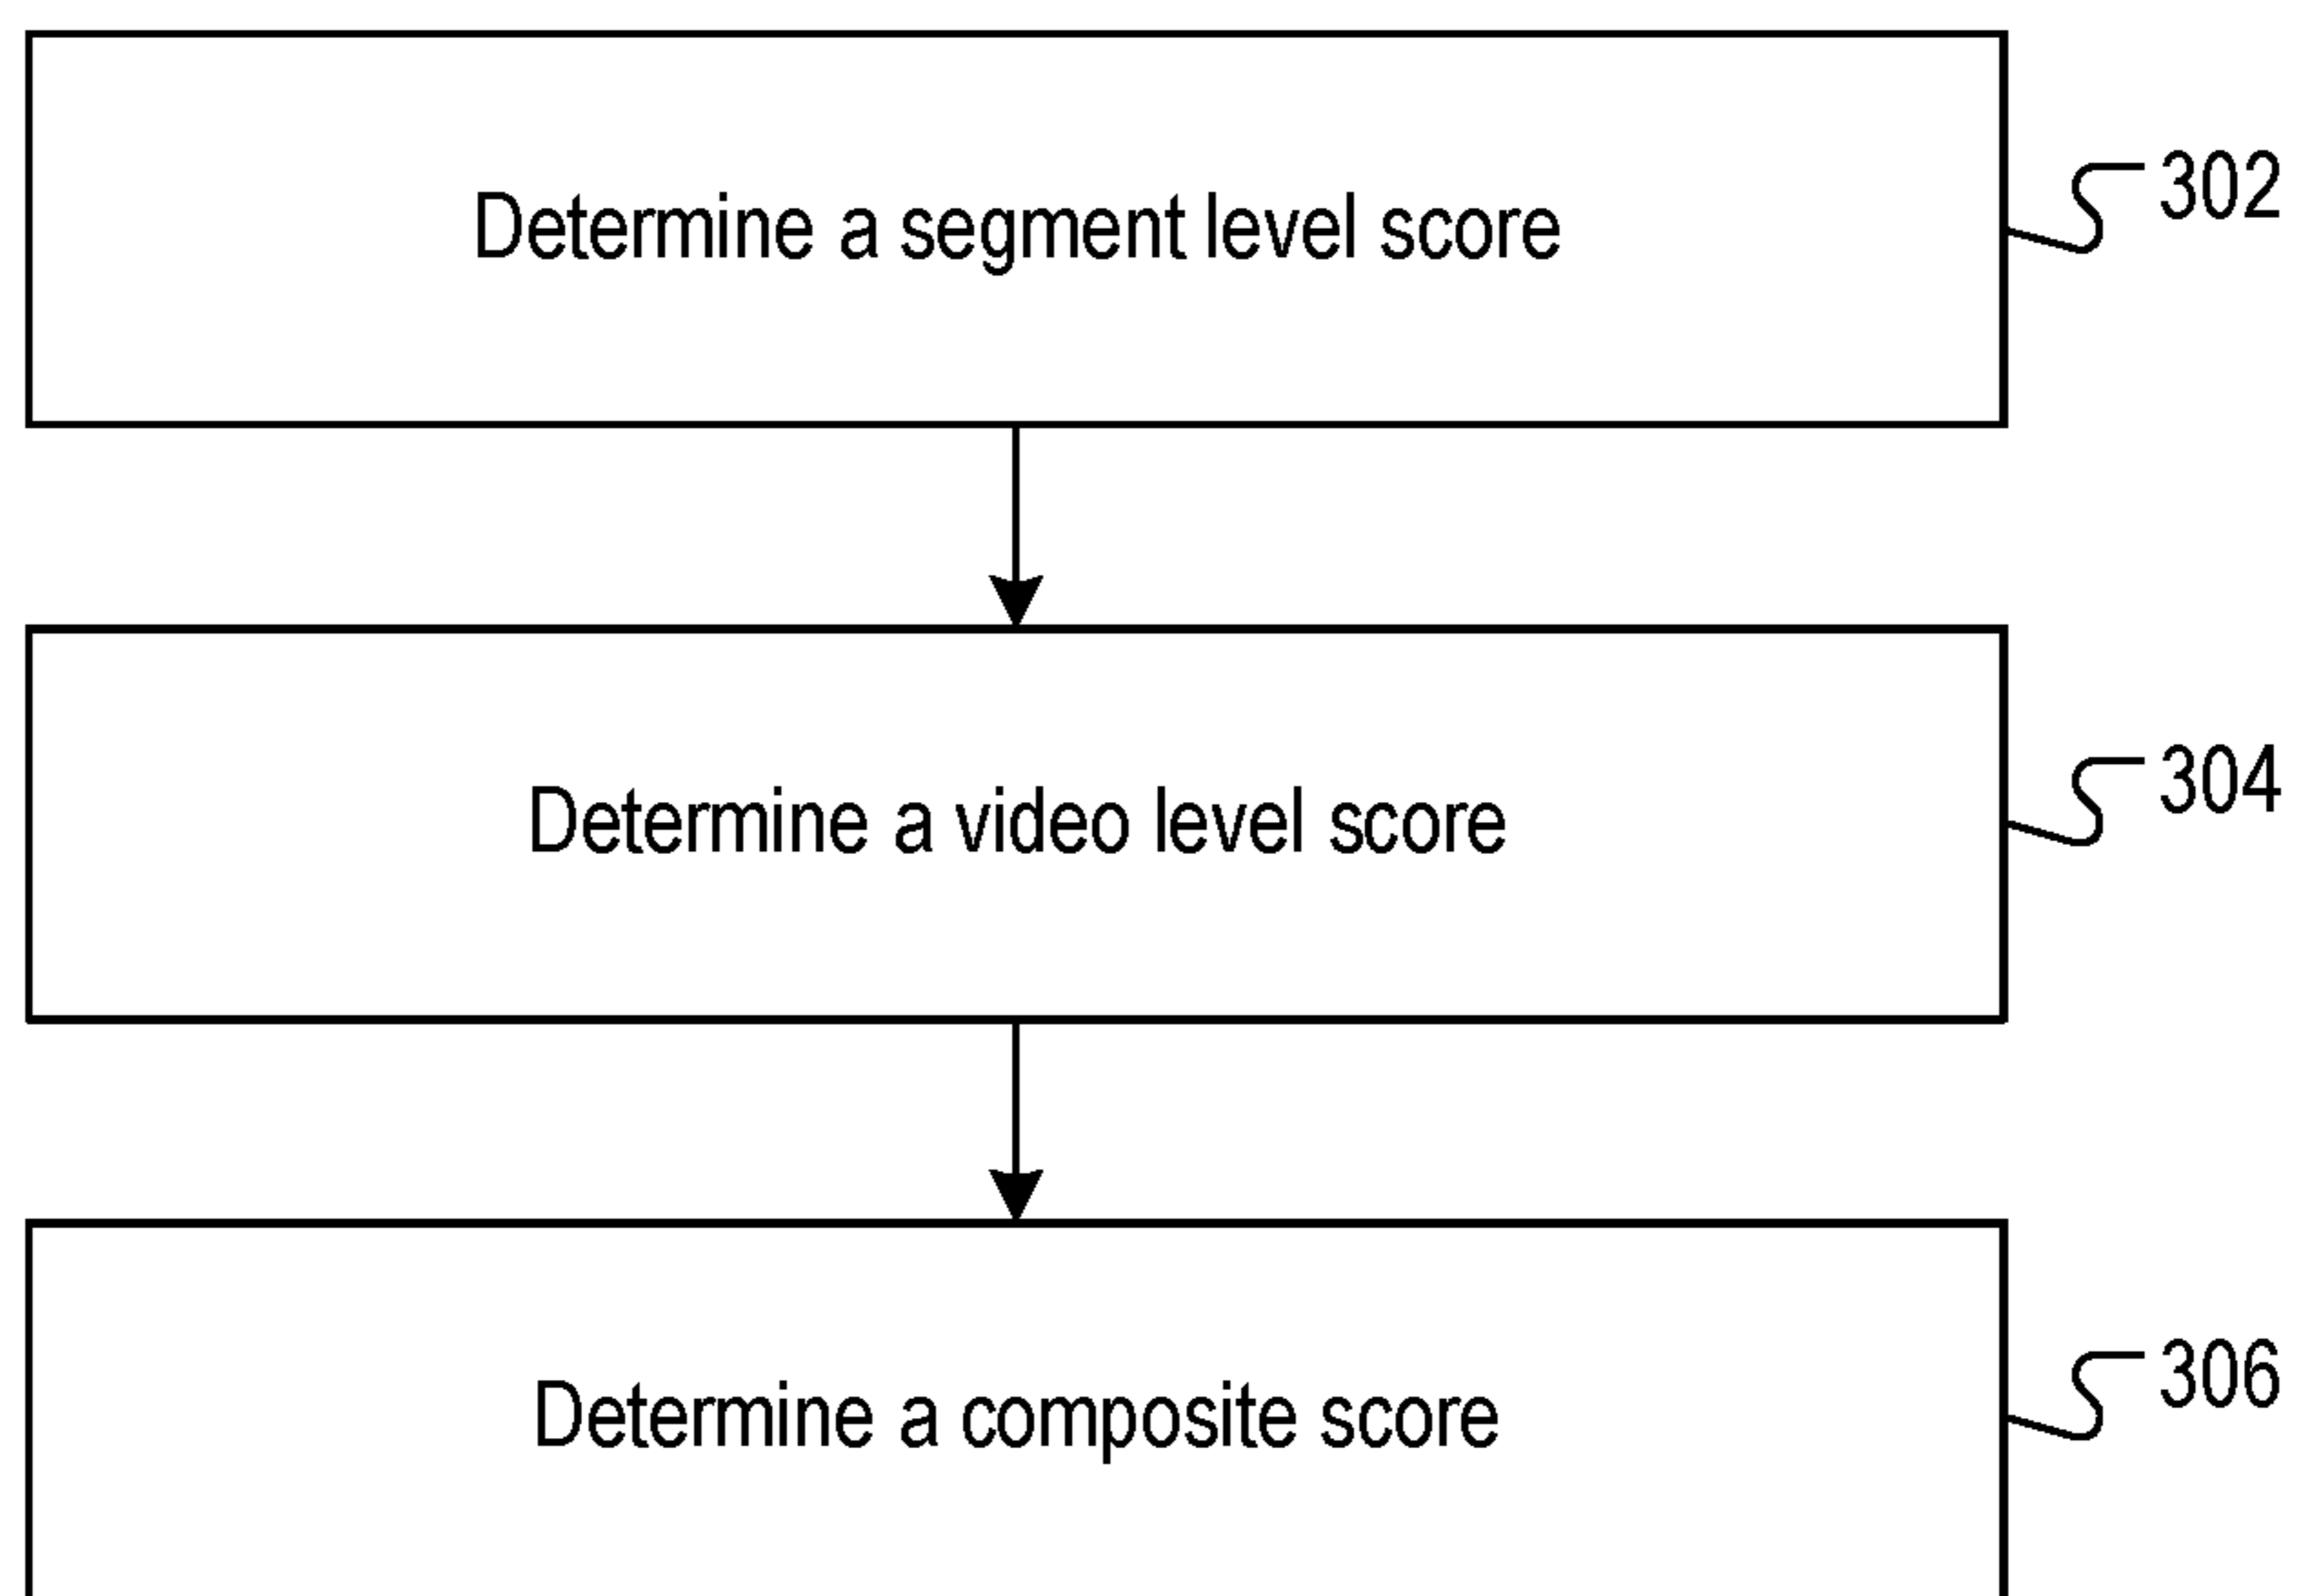 Determine a segment level score
302
Determine a video level score
304
Determine a composite score
306